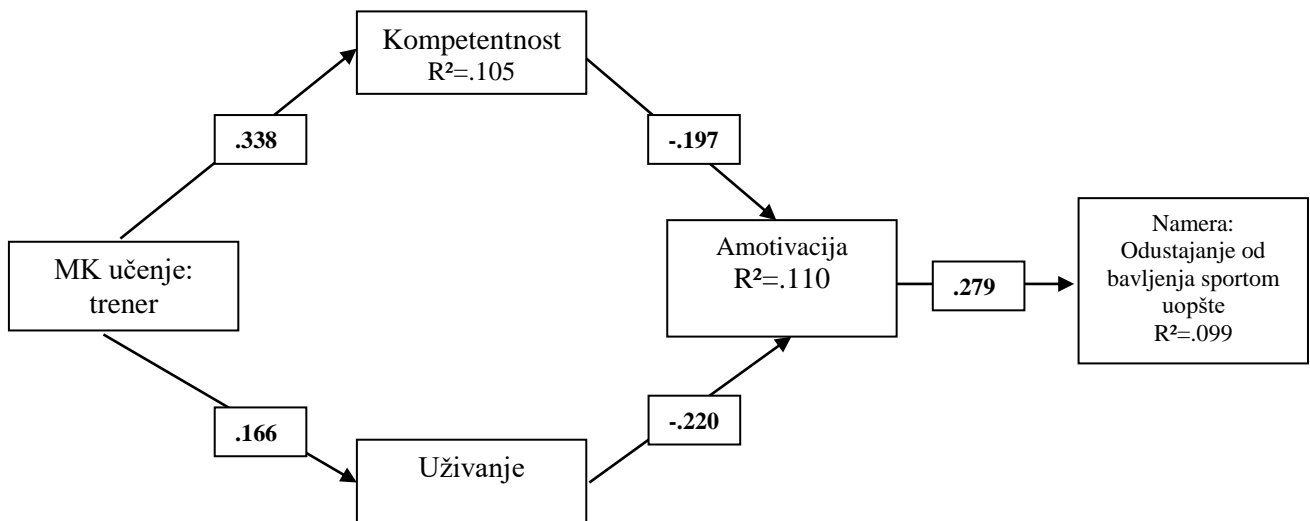 Kompetentnost
R²=.105
.338
-.197
MK učenje:
trener
Amotivacija
R²=.110
.279
Namera:
Odustajanje od
bavljenja sportom
uopšte
R²=.099
.166
-.220
Uživanje